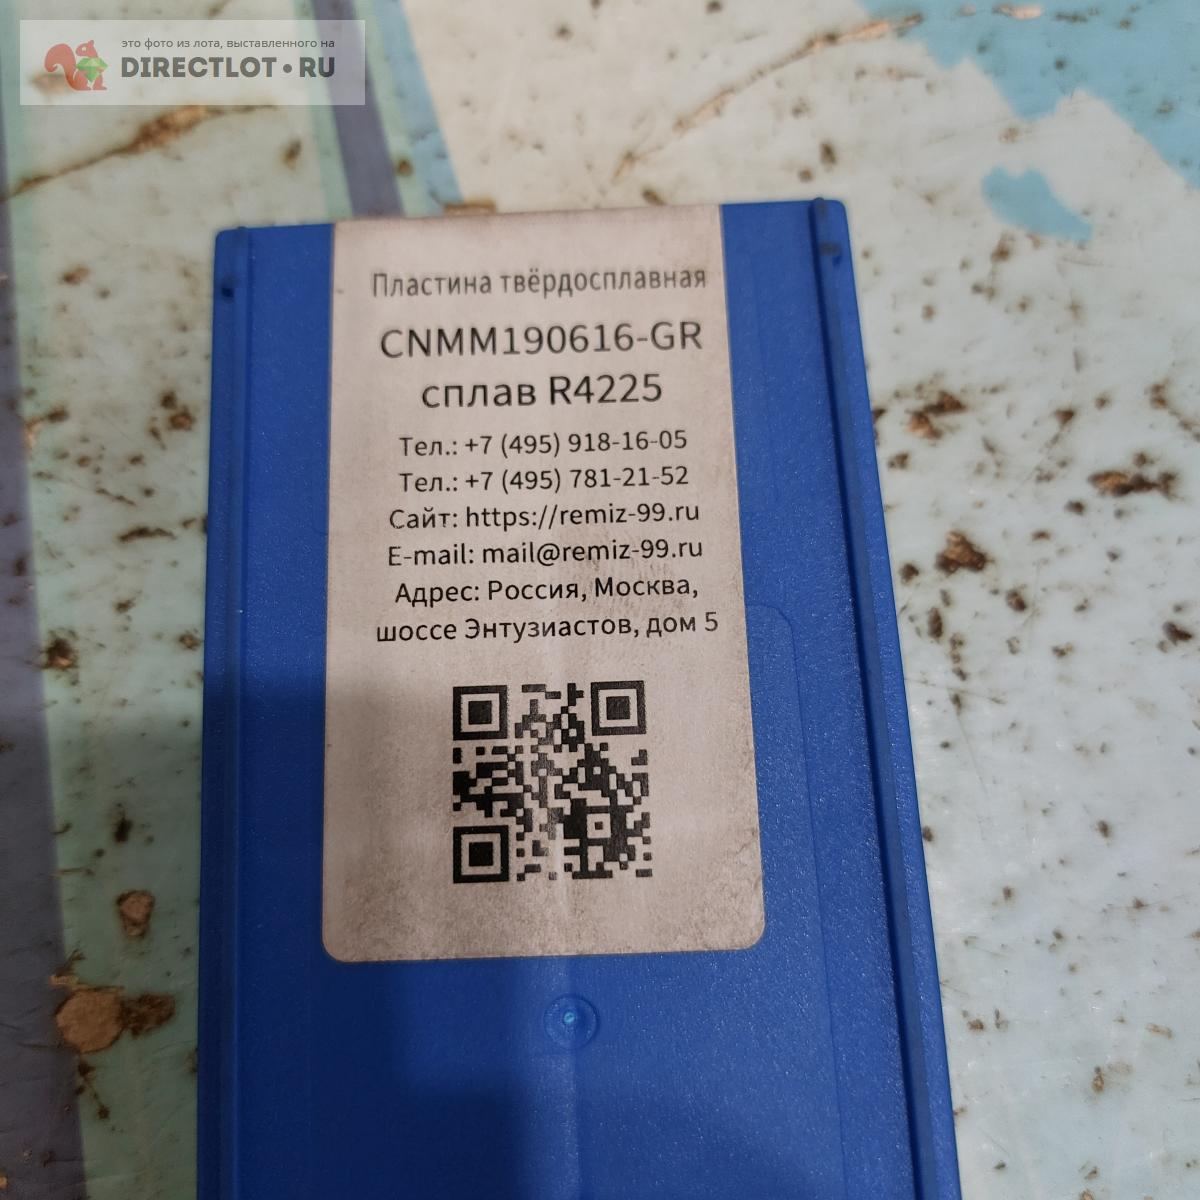 это фото из лота, выставленного на
DIRECTLOT.RU
Пластина твёрдосплавная
CNMM190616-GR
сплав R4225
Тел.: +7 (495) 918-16-05
Тел.: +7 (495) 781-21-52
Сайт: https://remiz-99.ru
E-mail: mail@remiz-99.ru
Адрес: Россия, Москва,
шоссе Энтузиастов, дом 5